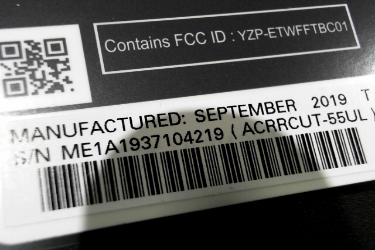 Contains FCC ID : YZP-ETWFFTBC01
MANUFACTURED: SEPTEMBER 2019 T
S/N ME1A1937104219 ( ACRRCUT-55UL )